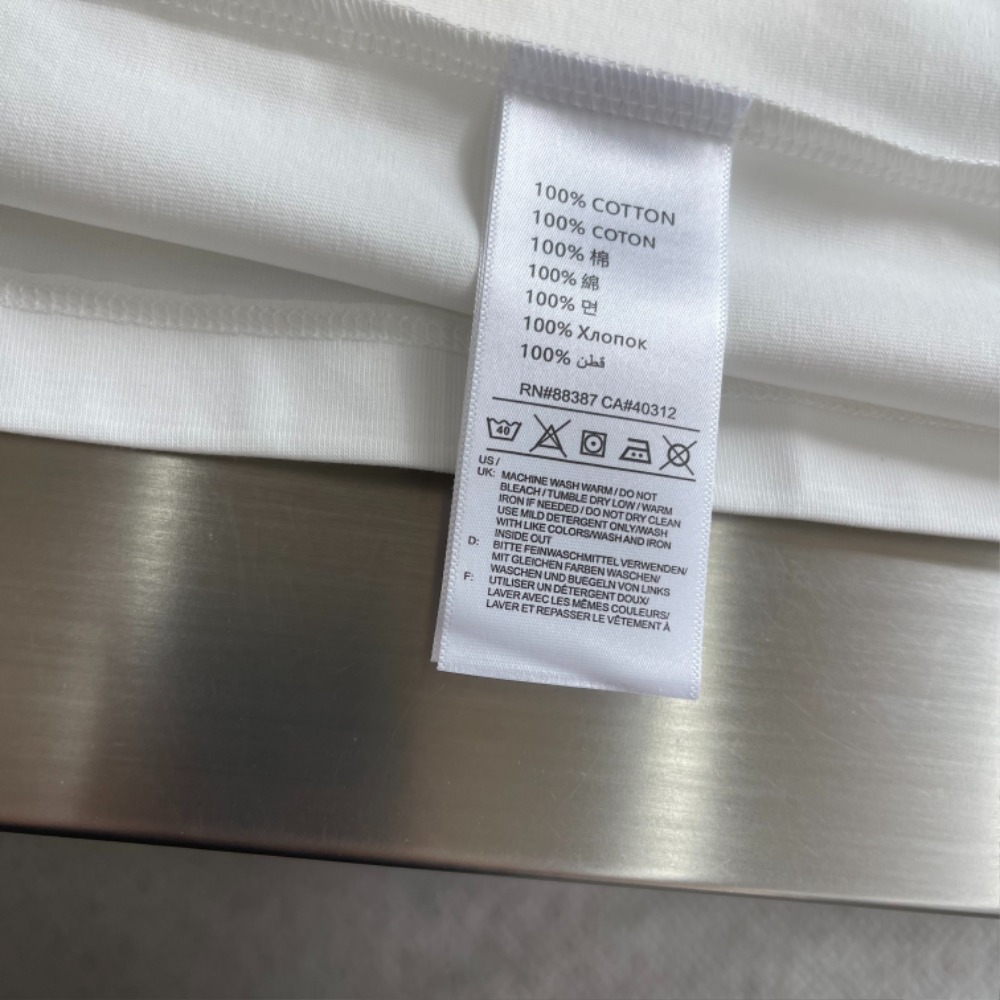 100% COTTON
100% COTON
100% 棉
100% 綿
100% 면
100% Хлопок
100% قطن
RN#88387 CA#40312
40
US /
UK: MACHINE WASH WARM / DO NOT
BLEACH / TUMBLE DRY LOW / WARM
IRON IF NEEDED / DO NOT DRY CLEAN
USE MILD DETERGENT ONLY/WASH
WITH LIKE COLORS/WASH AND IRON
INSIDE OUT
D: BITTE FEINWASCHMITTEL VERWENDEN/
MIT GLEICHEN FARBEN WASCHEN/
WASCHEN UND BUEGELN VON LINKS
F: UTILISER UN DÉTERGENT DOUX/
LAVER AVEC LES MÊMES COULEURS/
LAVER ET REPASSER LE VÊTEMENT À